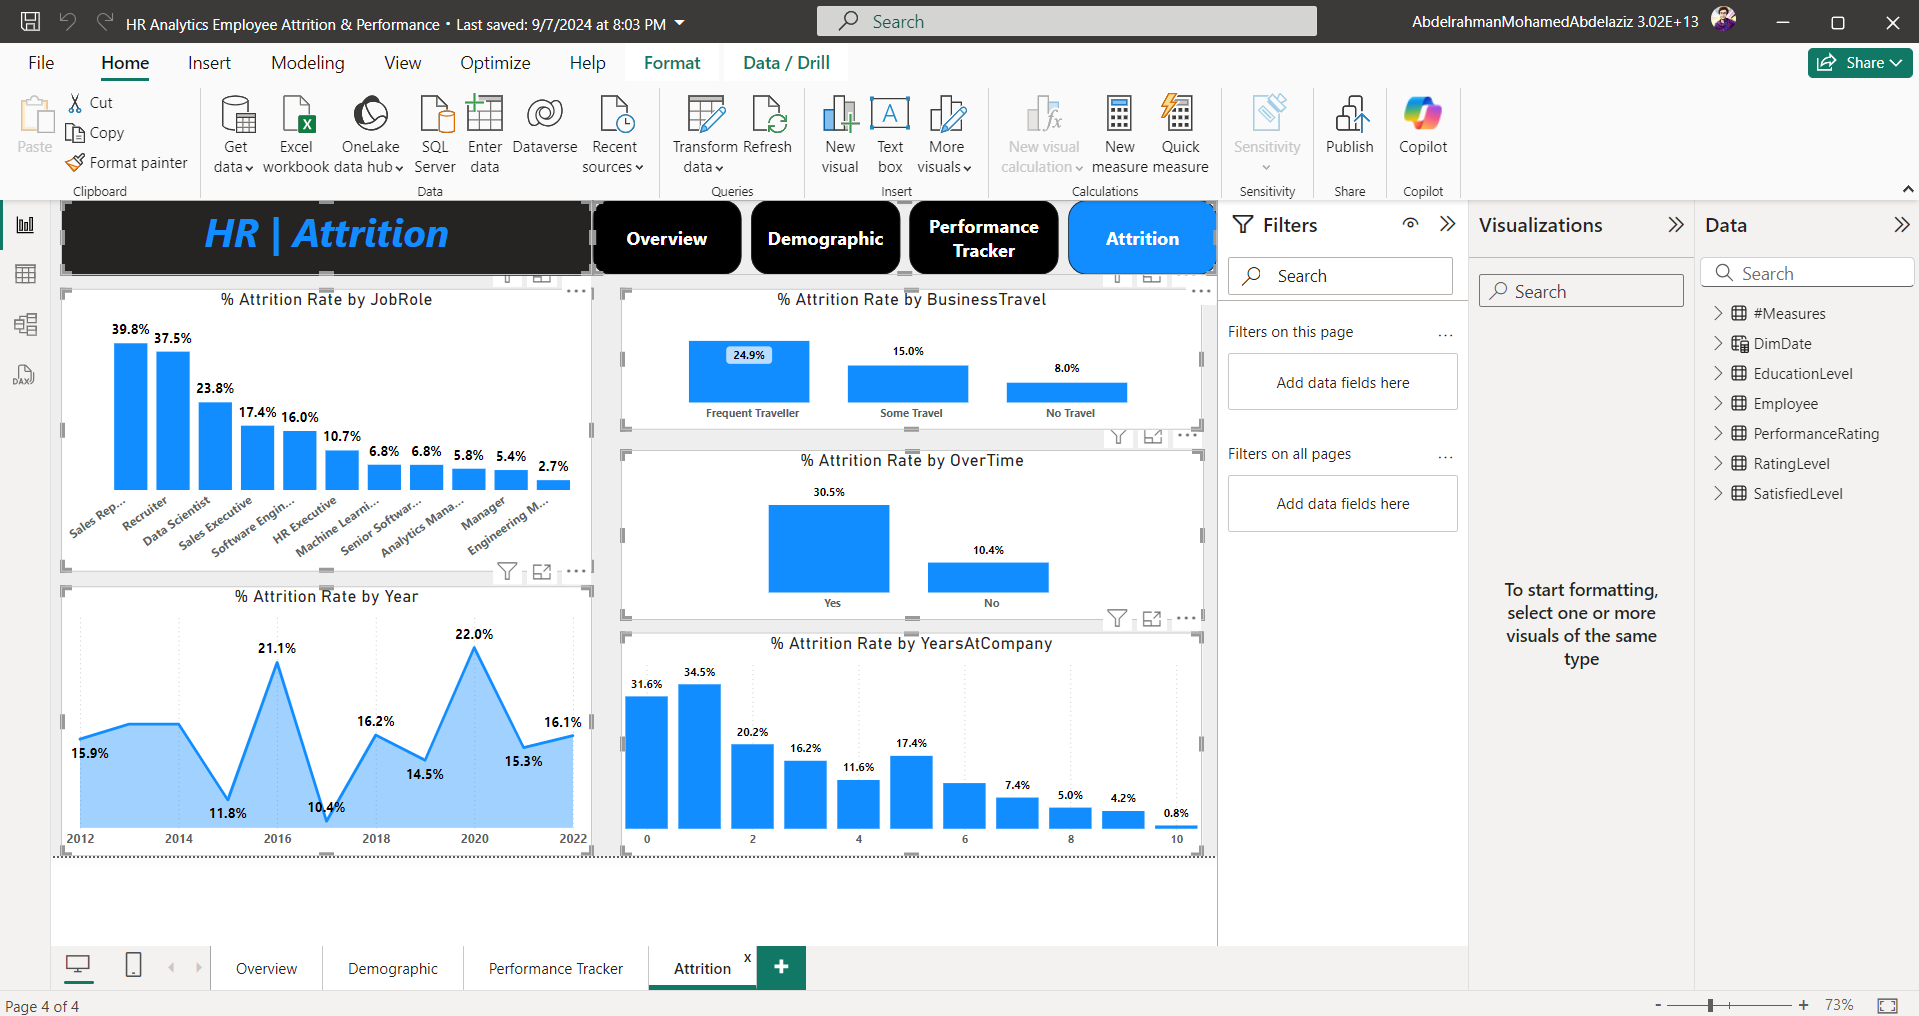 HR Analytics Employee Attrition & Performance • Last saved: 9/7/2024 at 8:03 PM
Search
AbdelrahmanMohamedAbdelaziz 3.02E+13
File
Home
Insert
Modeling
View
Optimize
Help
Format
Data / Drill
Share
Paste
Cut
Copy
Format painter
Clipboard
Get
data
Excel
workbook
OneLake
data hub
SQL
Server
Enter
data
Dataverse
Recent
sources
Data
Transform
data
Refresh
Queries
New
visual
A
Text
box
More
visuals
Insert
fx
New visual
calculation
New
measure
Quick
measure
Calculations
Sensitivity
Sensitivity
Publish
Share
Copilot
Copilot
HR | Attrition
Overview
Demographic
Performance
Tracker
Attrition
% Attrition Rate by JobRole
39.8%
37.5%
23.8%
17.4%
16.0%
10.7%
6.8%
6.8%
5.8%
5.4%
2.7%
Sales Rep...
Recruiter
Data Scientist
Sales Executive
Software Engin...
HR Executive
Machine Learni...
Senior Softwar...
Analytics Mana...
Manager
Engineering M...
% Attrition Rate by Year
15.9%
11.8%
21.1%
10.4%
16.2%
14.5%
22.0%
15.3%
16.1%
2012
2014
2016
2018
2020
2022
% Attrition Rate by BusinessTravel
24.9%
15.0%
8.0%
Frequent Traveller
Some Travel
No Travel
% Attrition Rate by OverTime
30.5%
10.4%
Yes
No
% Attrition Rate by YearsAtCompany
31.6%
34.5%
20.2%
16.2%
11.6%
17.4%
7.4%
5.0%
4.2%
0.8%
0
2
4
6
8
10
Filters
Search
Filters on this page
...
Add data fields here
Filters on all pages
...
Add data fields here
Visualizations
Search
To start formatting,
select one or more
visuals of the same
type
Data
Search
#Measures
DimDate
EducationLevel
Employee
PerformanceRating
RatingLevel
SatisfiedLevel
DAX
Overview
Demographic
Performance Tracker
Attrition
x
+
Page 4 of 4
-
+
73%